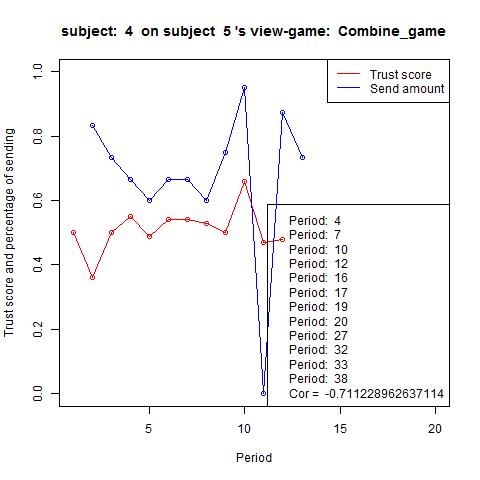 subject:  4  on subject  5 's view-game:  Combine_game
Trust score
Send amount
Trust score and percentage of sending
1.0
0.8
0.6
0.4
0.2
0.0
Period:  4
Period:  7
Period:  10
Period:  12
Period:  16
Period:  17
Period:  19
Period:  20
Period:  27
Period:  32
Period:  33
Period:  38
Cor =  -0.711228962637114
5 10 15 20
Period